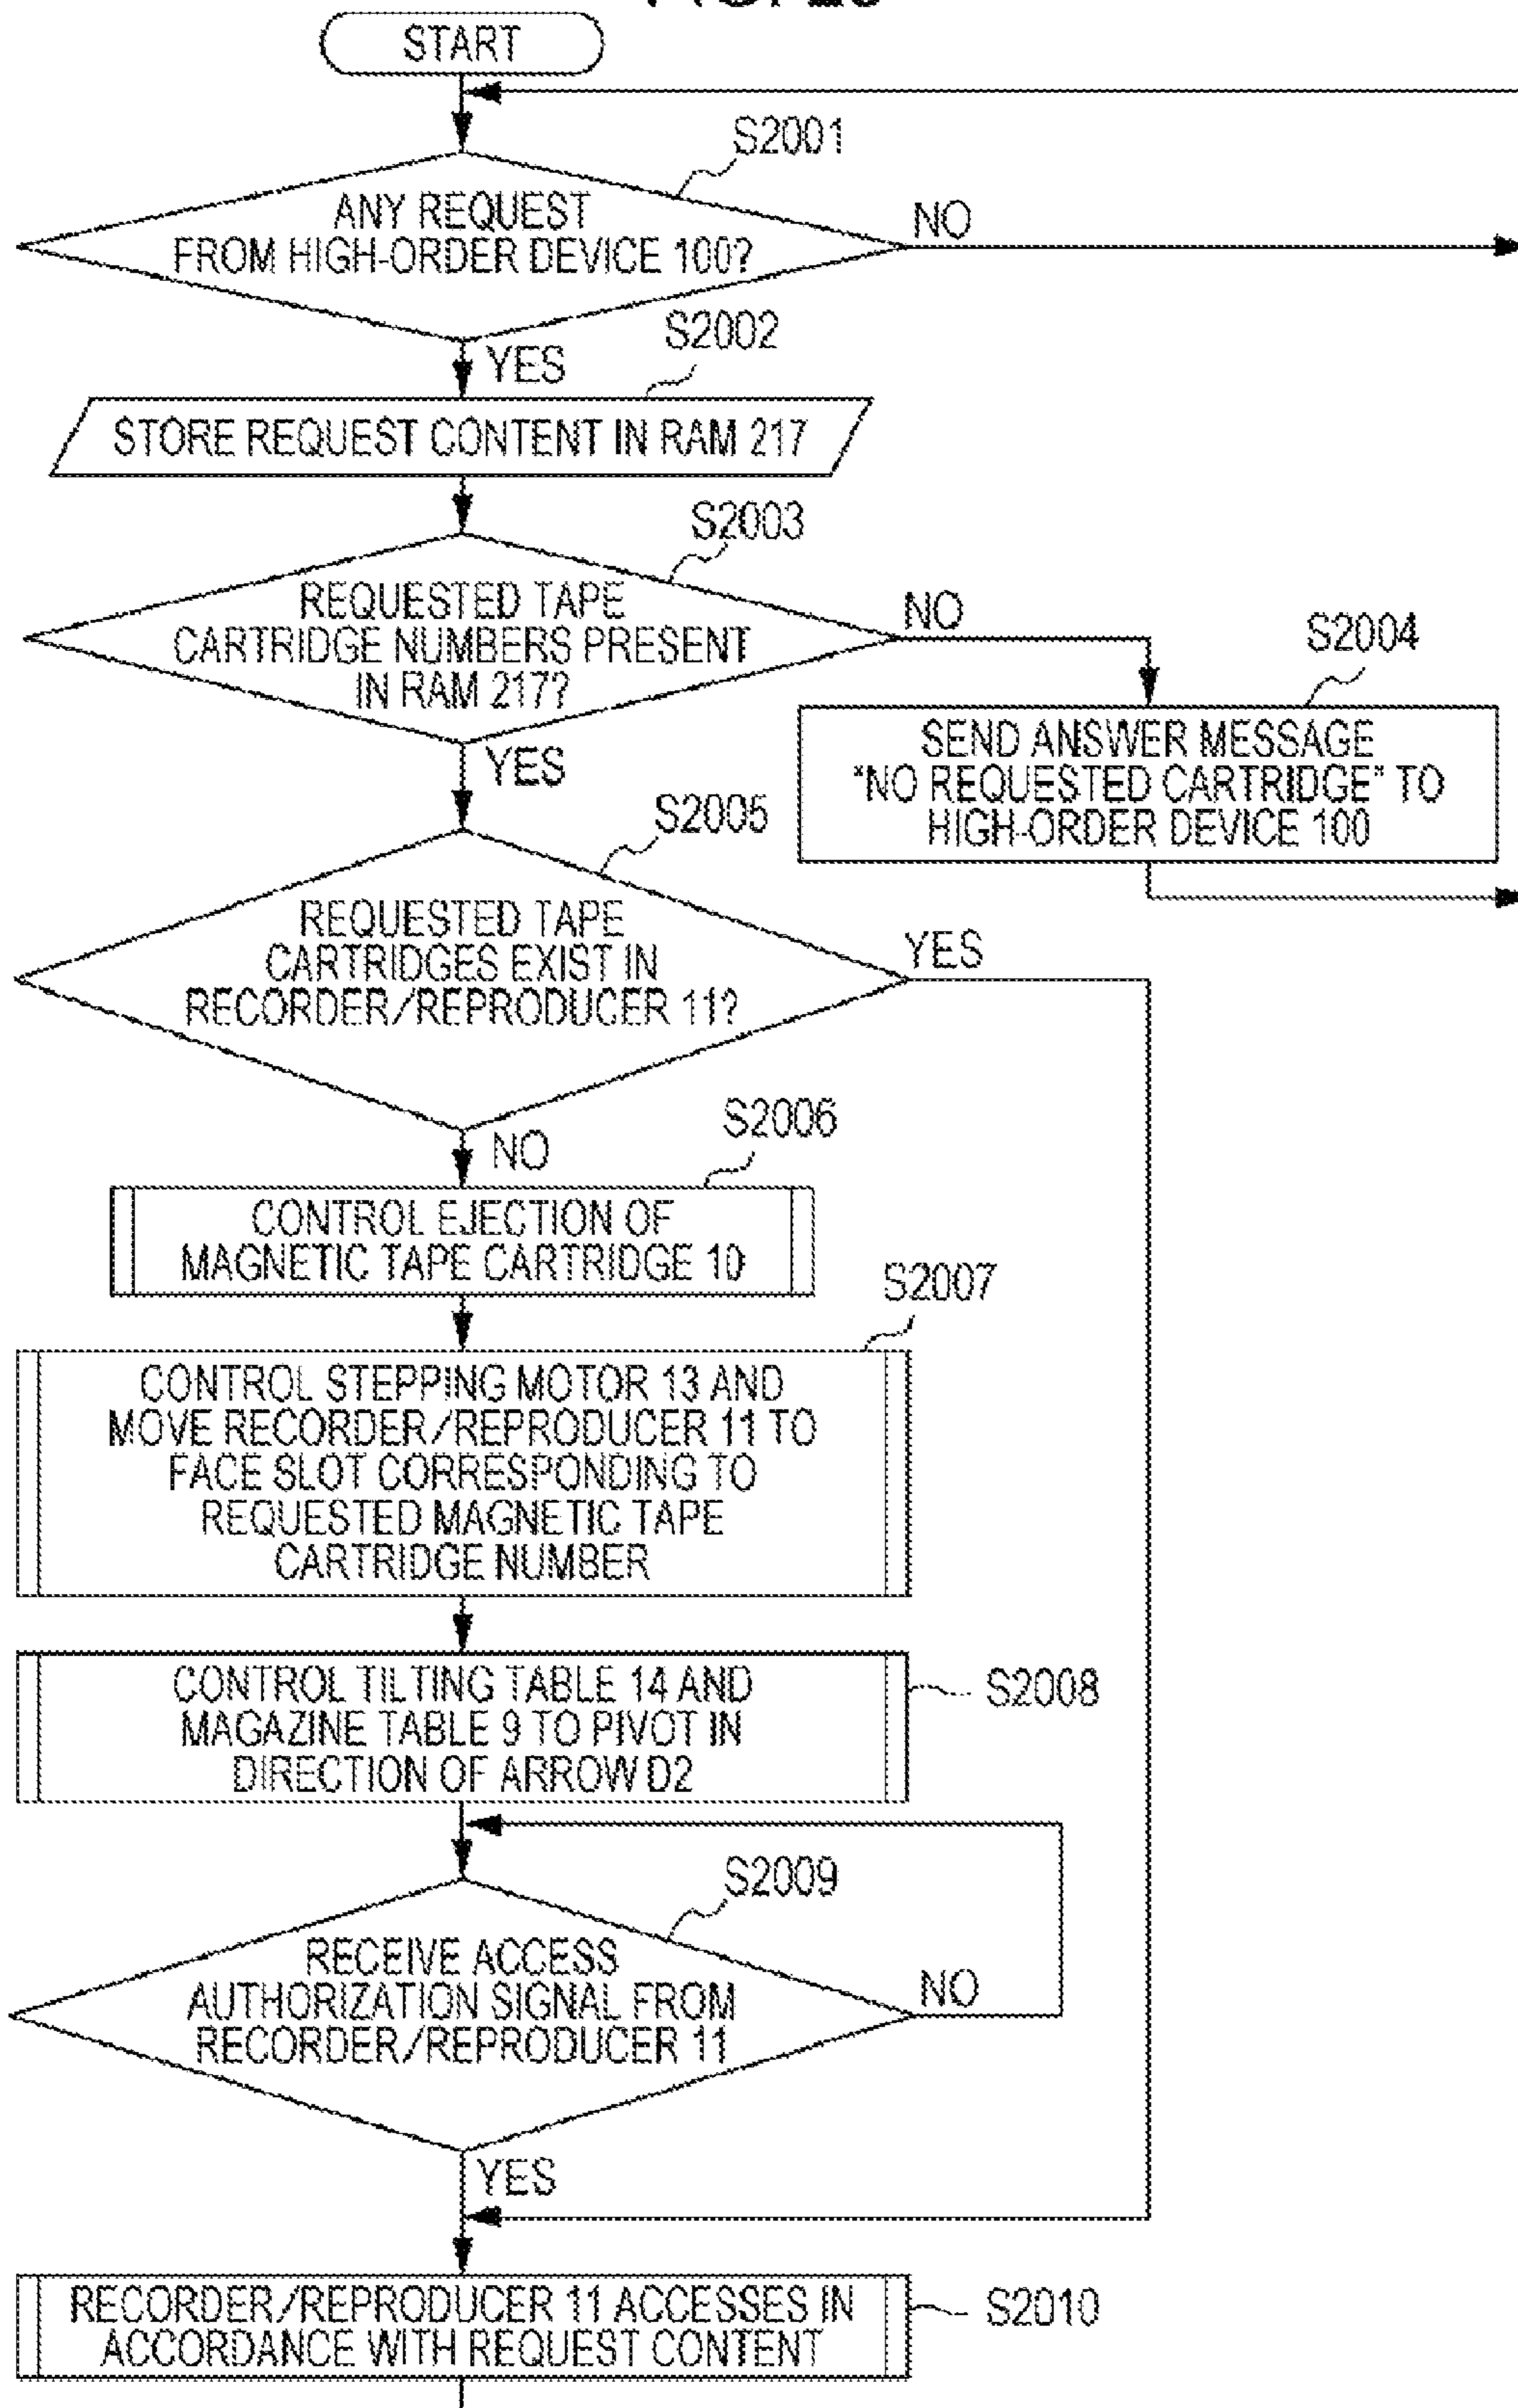 START
S2001
ANY REQUEST
FROM HIGH-ORDER DEVICE 100?
NO
S2002
YES
STORE REQUEST CONTENT IN RAM 217
S2003
REQUESTED TAPE
CARTRIDGE NUMBERS PRESENT
IN RAM 217?
NO
S2004
SEND ANSWER MESSAGE
"NO REQUESTED CARTRIDGE" TO
HIGH-ORDER DEVICE 100
YES
S2005
REQUESTED TAPE
CARTRIDGES EXIST IN
RECORDER/REPRODUCER 11?
YES
NO
S2006
CONTROL EJECTION OF
MAGNETIC TAPE CARTRIDGE 10
S2007
CONTROL STEPPING MOTOR 13 AND
MOVE RECORDER/REPRODUCER 11 TO
FACE SLOT CORRESPONDING TO
REQUESTED MAGNETIC TAPE
CARTRIDGE NUMBER
CONTROL TILTING TABLE 14 AND
MAGAZINE TABLE 9 TO PIVOT IN
DIRECTION OF ARROW D2
S2008
S2009
RECEIVE ACCESS
AUTHORIZATION SIGNAL FROM
RECORDER/REPRODUCER 11
NO
YES
RECORDER/REPRODUCER 11 ACCESSES IN
ACCORDANCE WITH REQUEST CONTENT
S2010